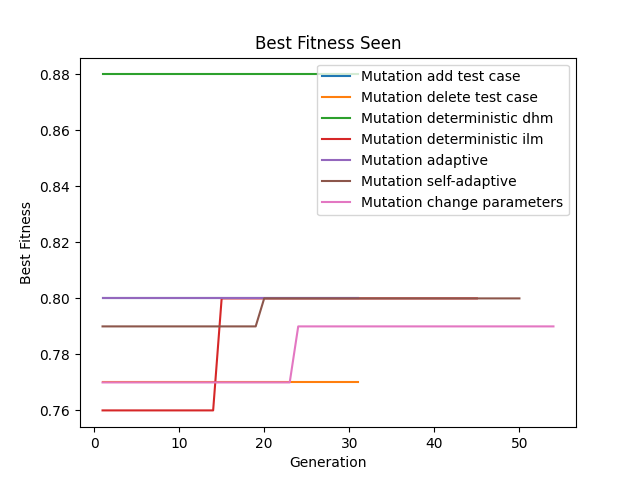 Best Fitness Seen
0.88
0.86
0.84
0.82
0.80
0.78
0.76
Best Fitness
Mutation add test case
Mutation delete test case
Mutation deterministic dhm
Mutation deterministic ilm
Mutation adaptive
Mutation self-adaptive
Mutation change parameters
0 10 20 30 40 50
Generation